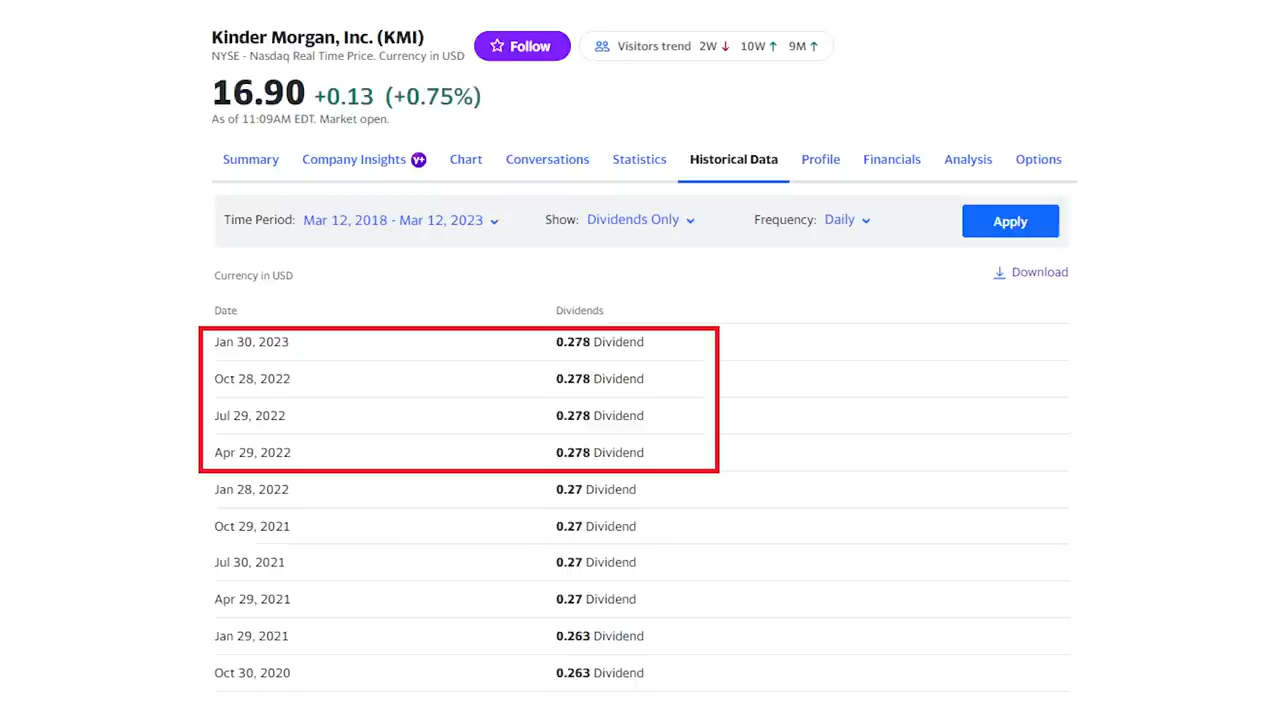 Kinder Morgan, Inc. (KMI)
NYSE - Nasdaq Real Time Price. Currency in USD
Follow
Visitors trend 2W ↓ 10W ↑ 9M ↑
16.90 +0.13 (+0.75%)
As of 11:09AM EDT. Market open.
Summary Company Insights Y+ Chart Conversations Statistics Historical Data Profile Financials Analysis Options
Time Period: Mar 12, 2018 - Mar 12, 2023 Show: Dividends Only Frequency: Daily Apply
Currency in USD Download
Date Dividends
Jan 30, 2023 0.278 Dividend
Oct 28, 2022 0.278 Dividend
Jul 29, 2022 0.278 Dividend
Apr 29, 2022 0.278 Dividend
Jan 28, 2022 0.27 Dividend
Oct 29, 2021 0.27 Dividend
Jul 30, 2021 0.27 Dividend
Apr 29, 2021 0.27 Dividend
Jan 29, 2021 0.263 Dividend
Oct 30, 2020 0.263 Dividend